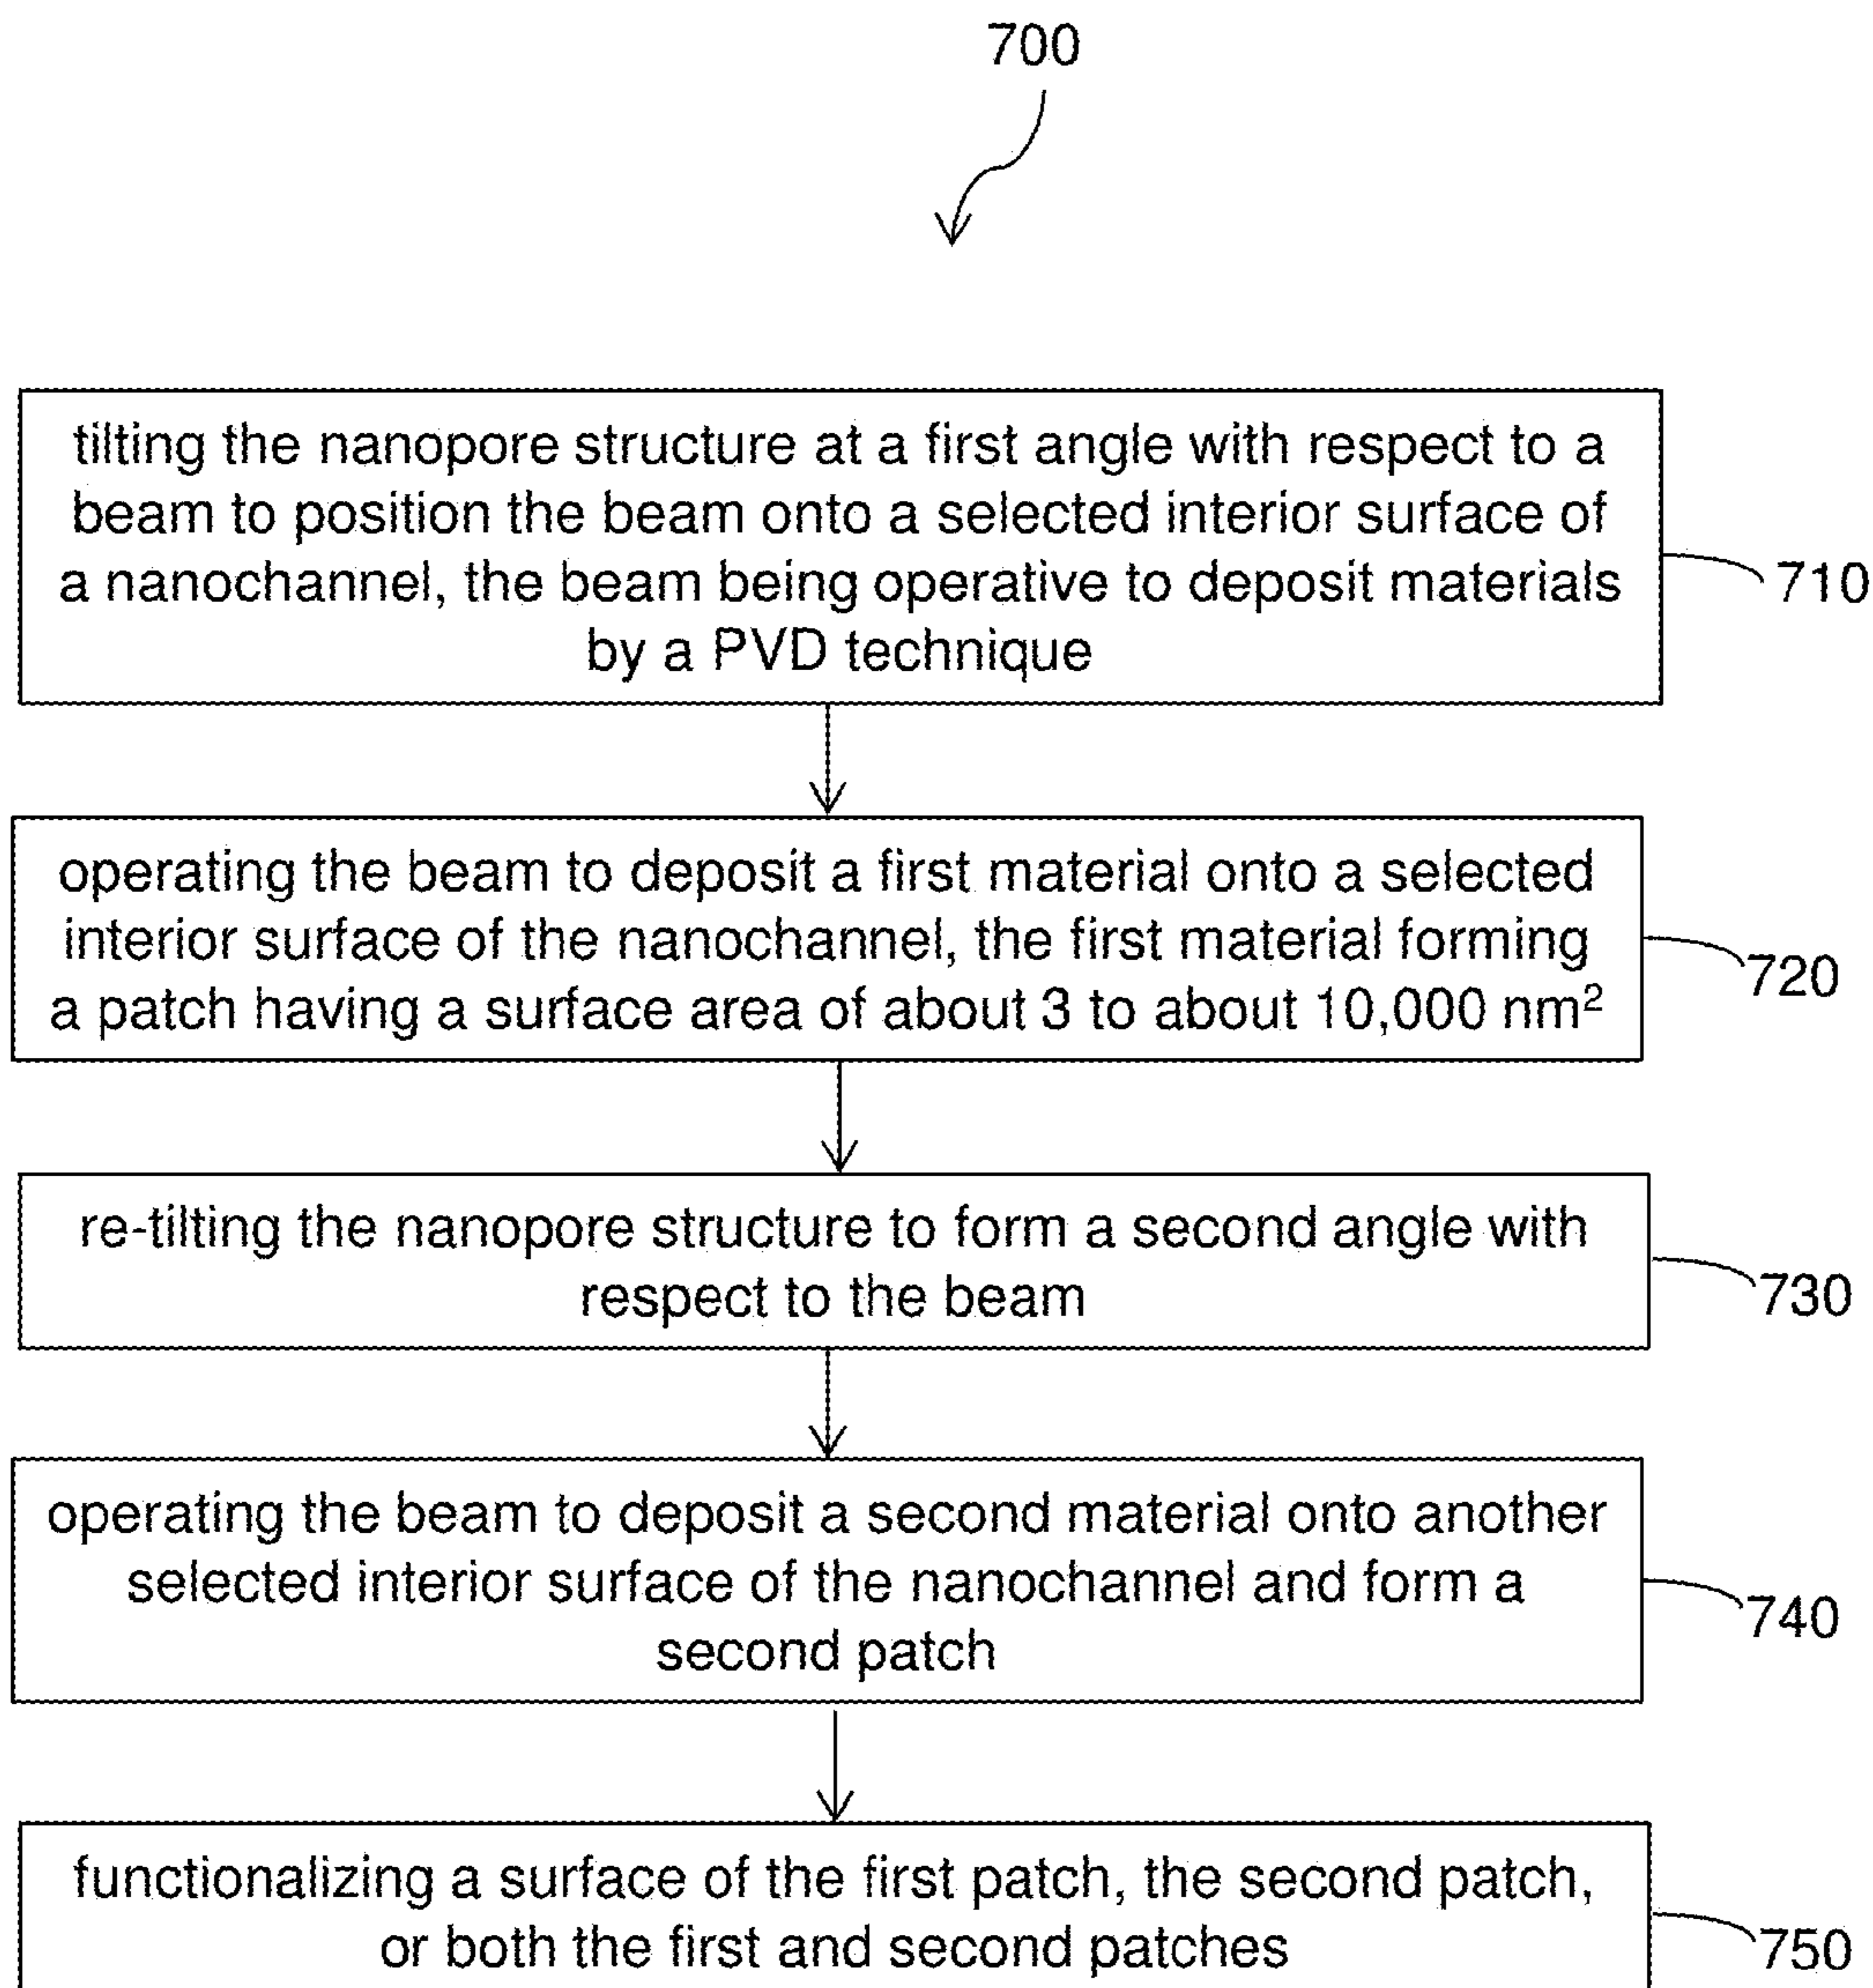 700
tilting the nanopore structure at a first angle with respect to a
beam to position the beam onto a selected interior surface of
a nanochannel, the beam being operative to deposit materials
by a PVD technique
710
operating the beam to deposit a first material onto a selected
interior surface of the nanochannel, the first material forming
a patch having a surface area of about 3 to about 10,000 nm²
720
re-tilting the nanopore structure to form a second angle with
respect to the beam
730
operating the beam to deposit a second material onto another
selected interior surface of the nanochannel and form a
second patch
740
functionalizing a surface of the first patch, the second patch,
or both the first and second patches
750